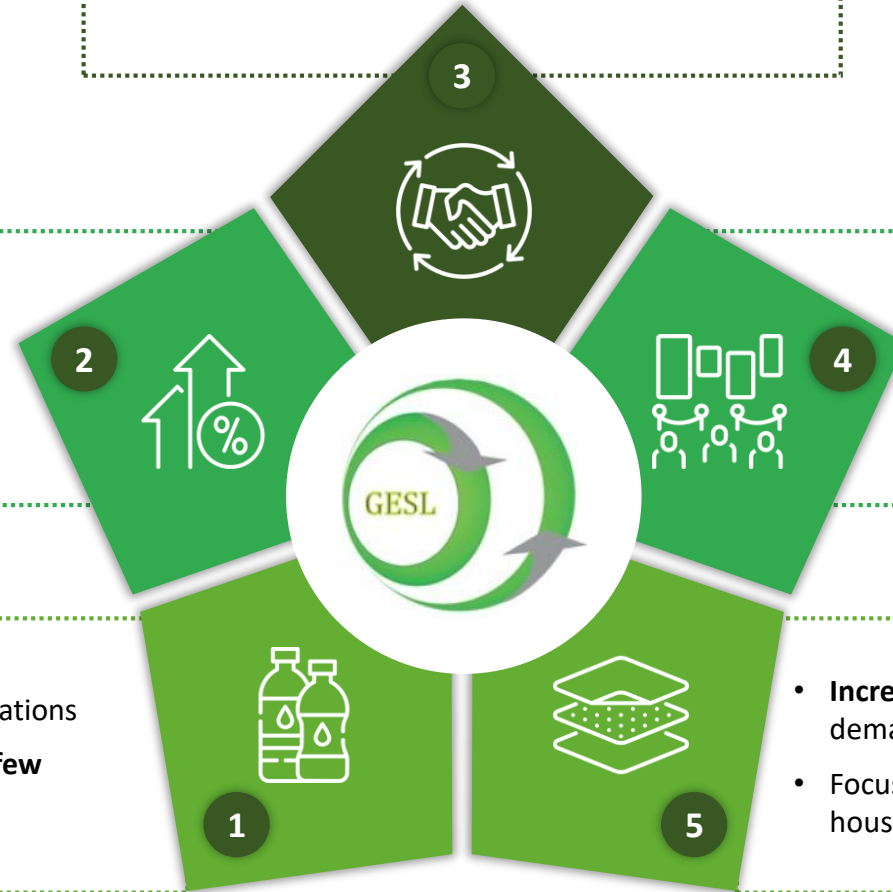 3
2
4
%
GESL
ations
few
• Incre
dema
• Focus
hous
1
5